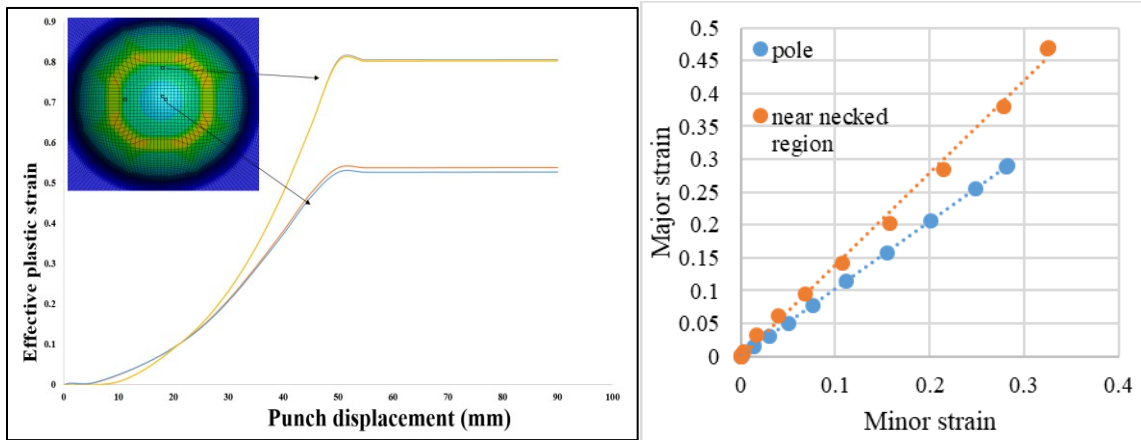 0.9
0.8
0.7
0.6
0.5
0.4
0.3
0.2
0.1
0
Effective plastic strain
0 10 20 30 40 50 60 70 80 90 100
Punch displacement (mm)
0.5
0.45
0.4
0.35
0.3
0.25
0.2
0.15
0.1
0.05
0
Major strain
pole
near necked
region
0 0.1 0.2 0.3 0.4
Minor strain